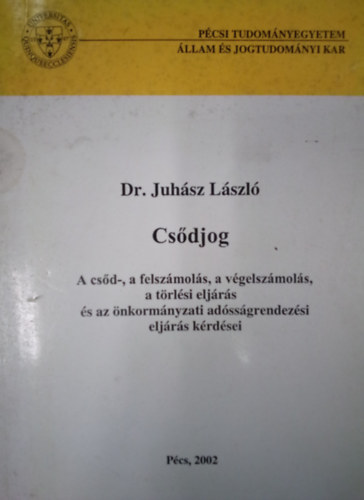 PÉCSI TUDOMÁNYEGYETEM
ÁLLAM ÉS JOGTUDOMÁNYI KAR
Dr. Juhász László
Csődjog
A csőd-, a felszámolás, a végelszámolás,
a törlési eljárás
és az önkormányzati adósságrendezési
eljárás kérdései
Pécs, 2002